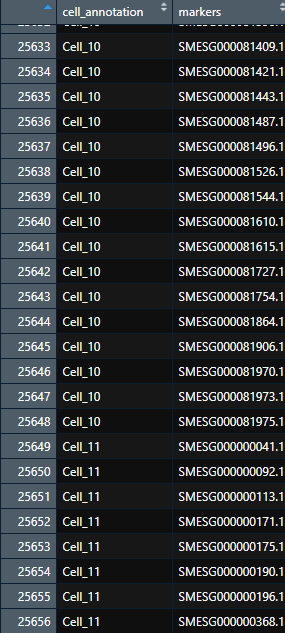 cell_annotation markers
25633 Cell_10 SMESG000081409.1
25634 Cell_10 SMESG000081421.1
25635 Cell_10 SMESG000081443.1
25636 Cell_10 SMESG000081487.1
25637 Cell_10 SMESG000081496.1
25638 Cell_10 SMESG000081526.1
25639 Cell_10 SMESG000081544.1
25640 Cell_10 SMESG000081610.1
25641 Cell_10 SMESG000081615.1
25642 Cell_10 SMESG000081727.1
25643 Cell_10 SMESG000081754.1
25644 Cell_10 SMESG000081864.1
25645 Cell_10 SMESG000081906.1
25646 Cell_10 SMESG000081970.1
25647 Cell_10 SMESG000081973.1
25648 Cell_10 SMESG000081975.1
25649 Cell_11 SMESG000000041.1
25650 Cell_11 SMESG000000092.1
25651 Cell_11 SMESG000000113.1
25652 Cell_11 SMESG000000171.1
25653 Cell_11 SMESG000000175.1
25654 Cell_11 SMESG000000190.1
25655 Cell_11 SMESG000000196.1
25656 Cell_11 SMESG000000368.1